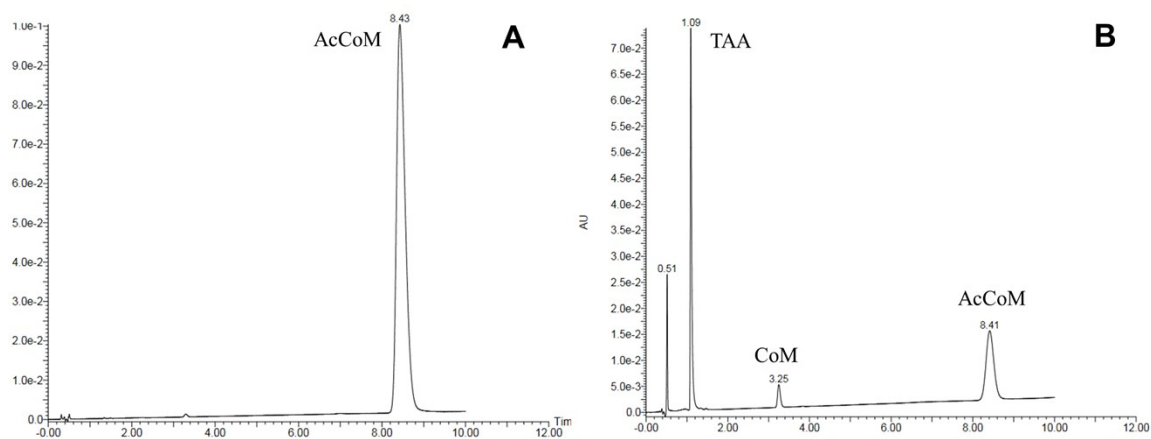 A
8.43
AcCoM
1.0e-1
9.0e-2
8.0e-2
7.0e-2
6.0e-2
5.0e-2
4.0e-2
3.0e-2
2.0e-2
1.0e-2
0.0
-0.00 2.00 4.00 6.00 8.00 10.00 12.00 Tim
B
1.09
TAA
AU
7.0e-2
6.5e-2
6.0e-2
5.5e-2
5.0e-2
4.5e-2
4.0e-2
3.5e-2
3.0e-2
2.5e-2
2.0e-2
1.5e-2
1.0e-2
5.0e-3
0.0
0.51
CoM
3.25
AcCoM
8.41
-0.00 2.00 4.00 6.00 8.00 10.00 12.00